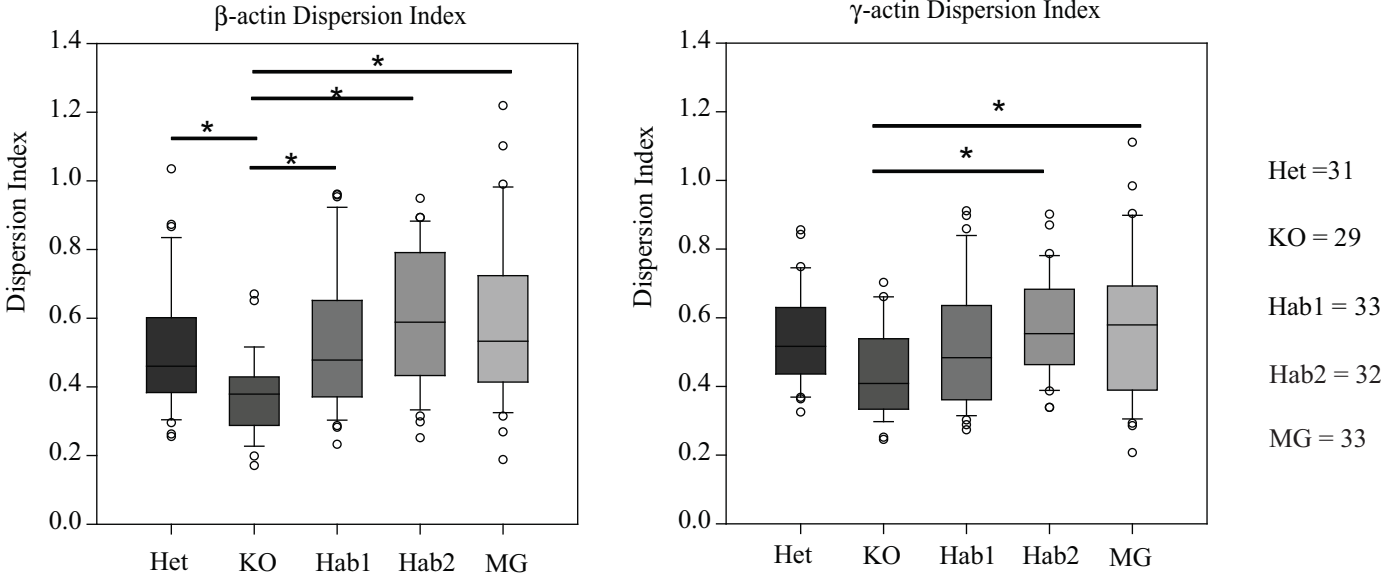 β-actin Dispersion Index
Dispersion Index
1.4
1.2
1.0
0.8
0.6
0.4
0.2
0.0
*
*
*
*
Het KO Hab1 Hab2 MG
γ-actin Dispersion Index
Dispersion Index
1.4
1.2
1.0
0.8
0.6
0.4
0.2
0.0
*
*
Het KO Hab1 Hab2 MG
Het =31
KO = 29
Hab1 = 33
Hab2 = 32
MG = 33